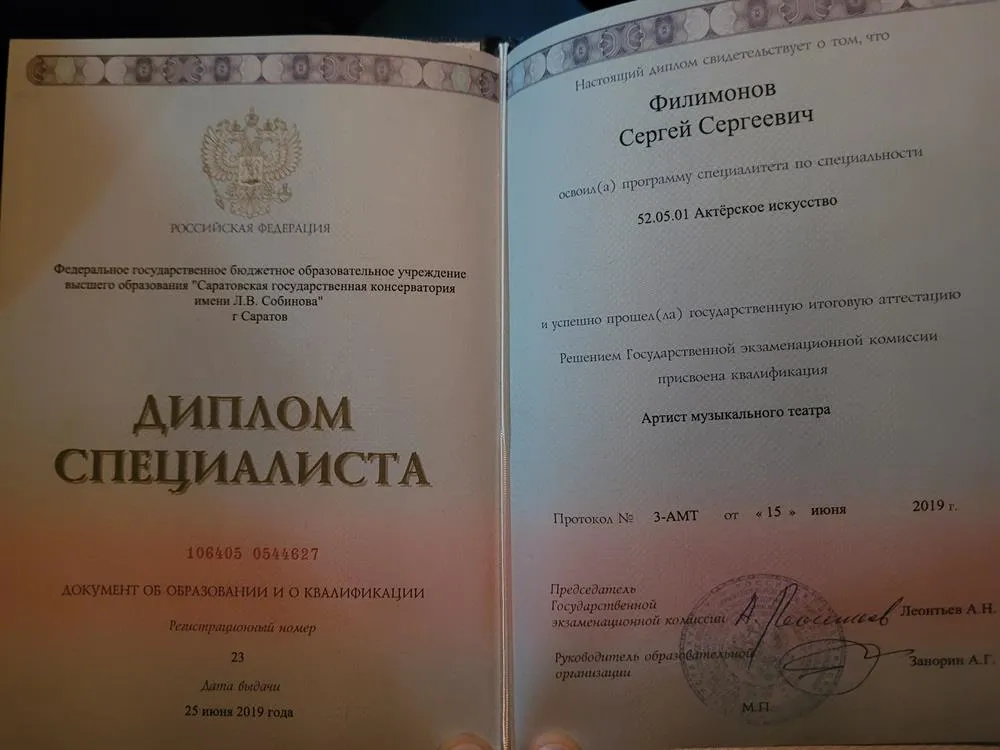 РОССИЙСКАЯ ФЕДЕРАЦИЯ
Федеральное государственное бюджетное образовательное учреждение
высшего образования "Саратовская государственная консерватория
имени Л.В. Собинова"
г Саратов
ДИПЛОМ
СПЕЦИАЛИСТА
106405 0544627
ДОКУМЕНТ ОБ ОБРАЗОВАНИИ И О КВАЛИФИКАЦИИ
Регистрационный номер
23
Дата выдачи
25 июня 2019 года
Настоящий диплом свидетельствует о том, что
Филимонов
Сергей Сергеевич
освоил(а) программу специалитета по специальности
52.05.01 Актёрское искусство
и успешно прошел(ла) государственную итоговую аттестацию
Решением Государственной экзаменационной комиссии
присвоена квалификация
Артист музыкального театра
Протокол № 3-АМТ от « 15 » июня 2019 г.
Председатель
Государственной
экзаменационной комиссии А. Леонтьев Леонтьев А.Н.
Руководитель образовательной
организации Занорин А.Г.
М.П.